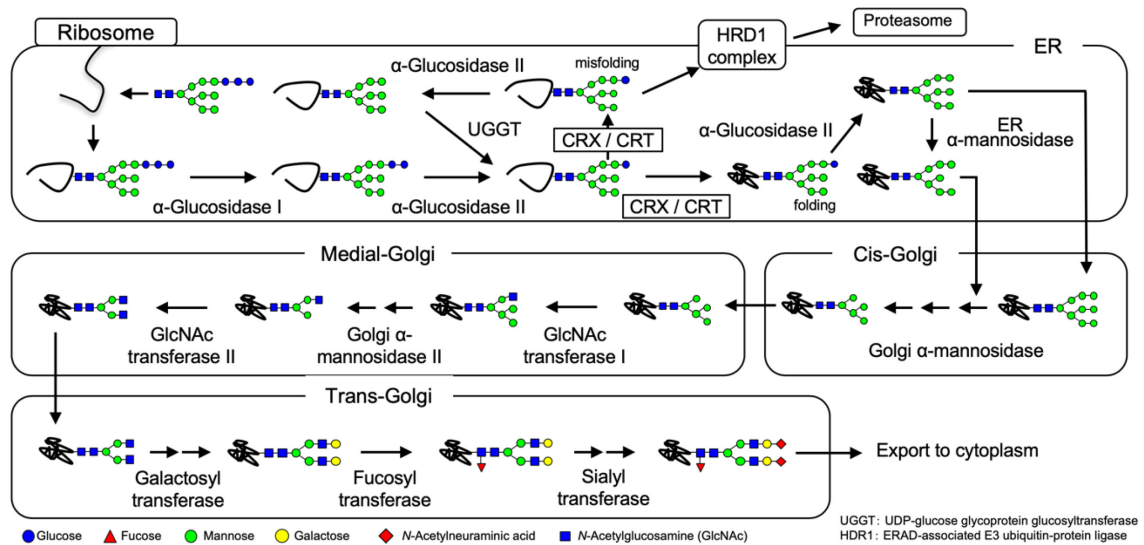 Ribosome
HRD1
complex
Proteasome
ER
α-Glucosidase II
misfolding
UGGT
CRX / CRT
α-Glucosidase II
ER
α-mannosidase
α-Glucosidase I
α-Glucosidase II
CRX / CRT
folding
Medial-Golgi
Cis-Golgi
GlcNAc
transferase II
Golgi α-
mannosidase II
GlcNAc
transferase I
Golgi α-mannosidase
Trans-Golgi
Galactosyl
transferase
Fucosyl
transferase
Sialyl
transferase
Export to cytoplasm
Glucose
Fucose
Mannose
Galactose
N-Acetylneuraminic acid
N-Acetylglucosamine (GlcNAc)
UGGT: UDP-glucose glycoprotein glucosyltransferase
HDR1: ERAD-associated E3 ubiquitin-protein ligase